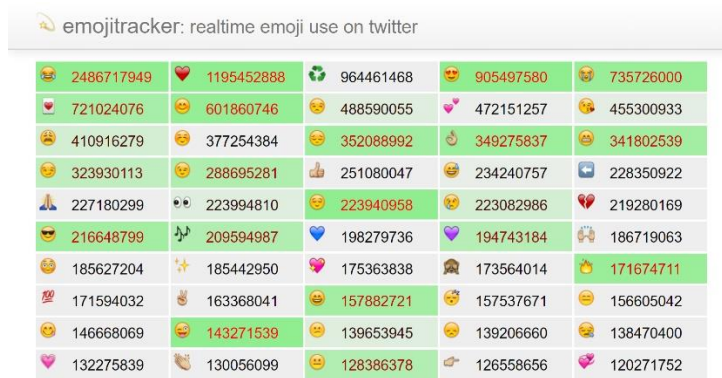 💫 emojitracker: realtime emoji use on twitter
😂 2486717949 ❤️ 1195452888 ♻️ 964461468 😍 905497580 😭 735726000
721024076 😊 601860746 😒 488590055 💕 472151257 😘 455300933
😩 410916279 ☺️ 377254384 😔 352088992 👌 349275837 😁 341802539
😏 323930113 😉 288695281 👍 251080047 😅 234240757 ⬅️ 228350922
🙏 227180299 👀 223994810 😌 223940958 😢 223082986 💔 219280169
😎 216648799 🎶 209594987 💙 198279736 💜 194743184 🙌 186719063
😳 185627204 ✨ 185442950 💖 175363838 🙈 173564014 🔥 171674711
💯 171594032 ✌️ 163368041 😄 157882721 😴 157537671 😑 156605042
😋 146668069 😜 143271539 😕 139653945 😞 139206660 😪 138470400
💗 132275839 👏 130056099 😐 128386378 👉 126558656 💞 120271752